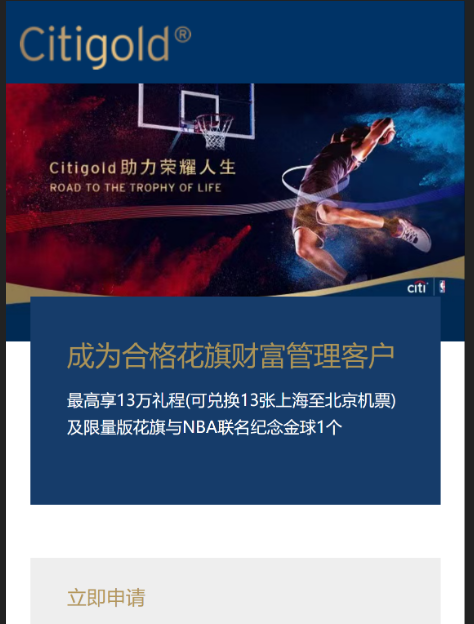 Citigold®
Citigold助力荣耀人生
ROAD TO THE TROPHY OF LIFE
citi
成为合格花旗财富管理客户
最高享13万礼程(可兑换13张上海至北京机票)
及限量版花旗与NBA联名纪念金球1个
立即申请